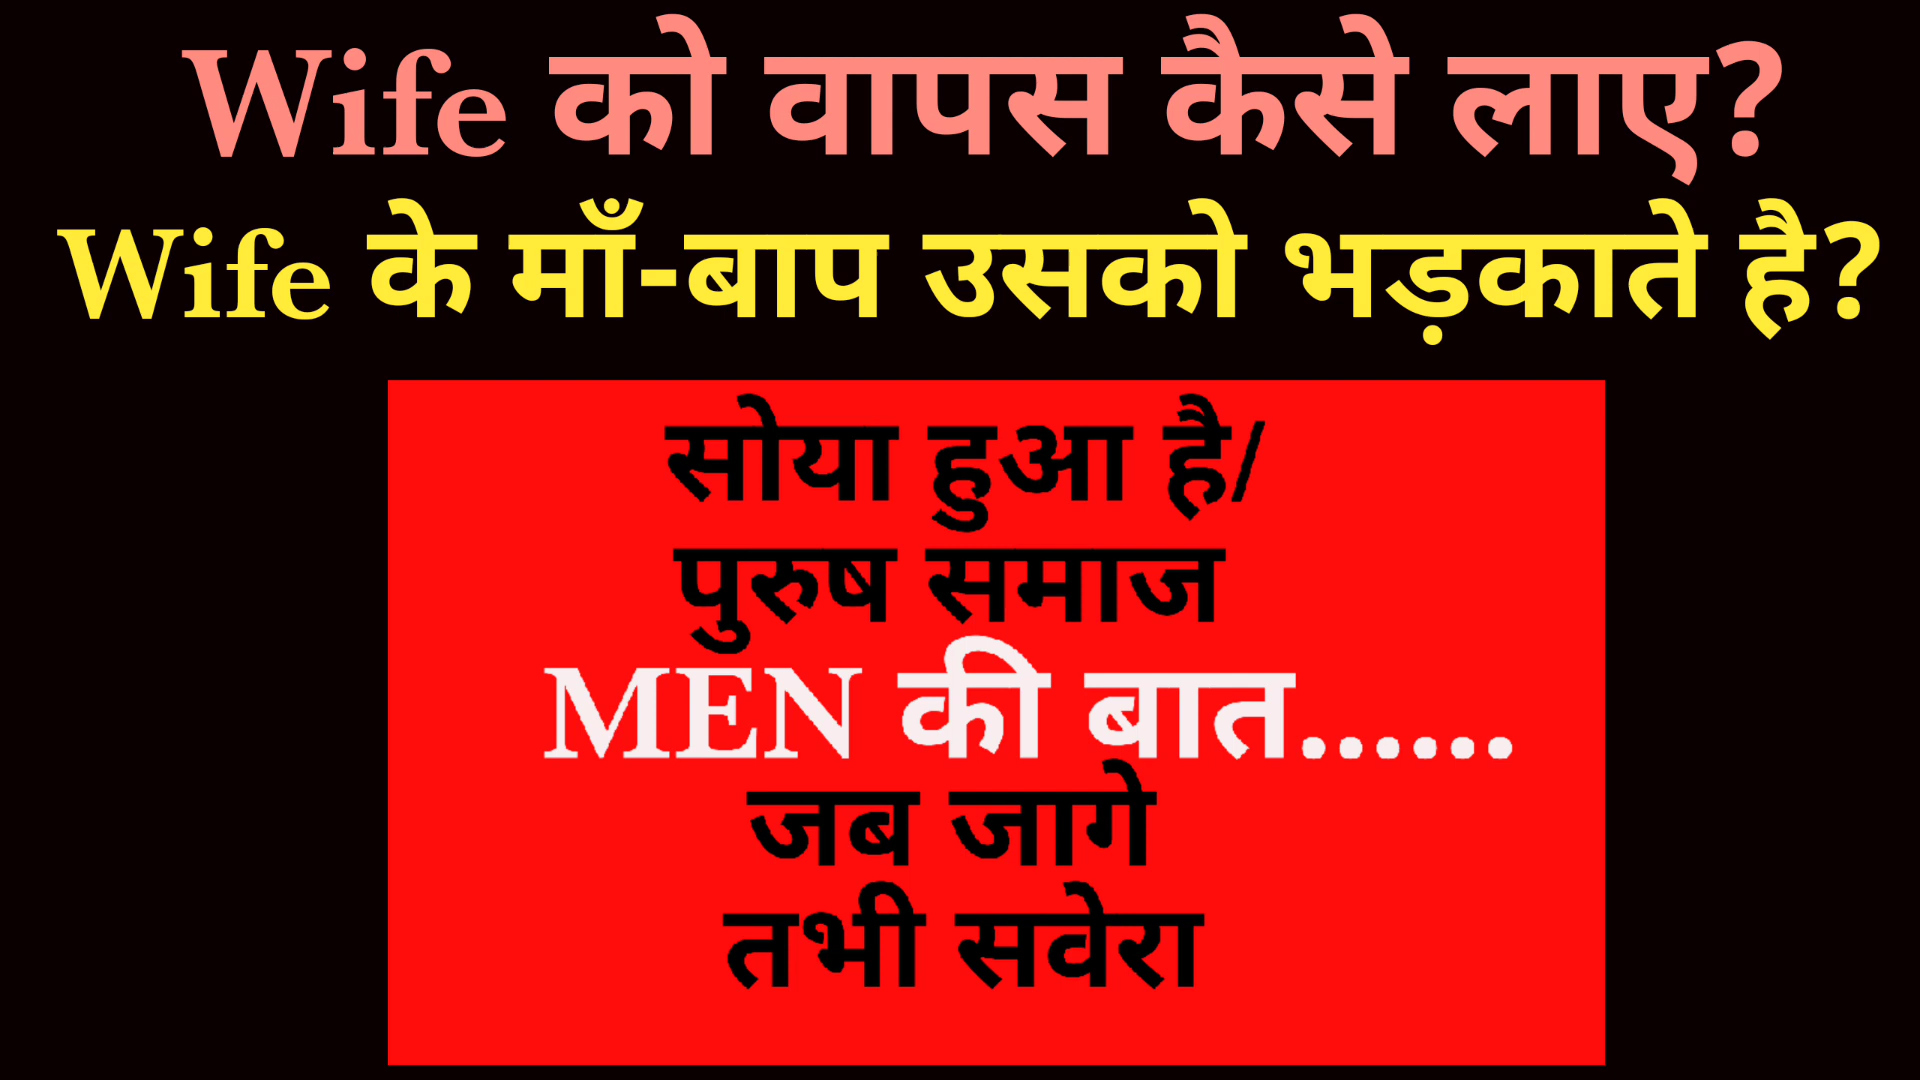 Wife को वापस कैसे लाए?
Wife के माँ-बाप उसको भड़काते है?
सोया हुआ है/
पुरुष समाज
MEN की बात......
जब जागे
तभी सवेरा